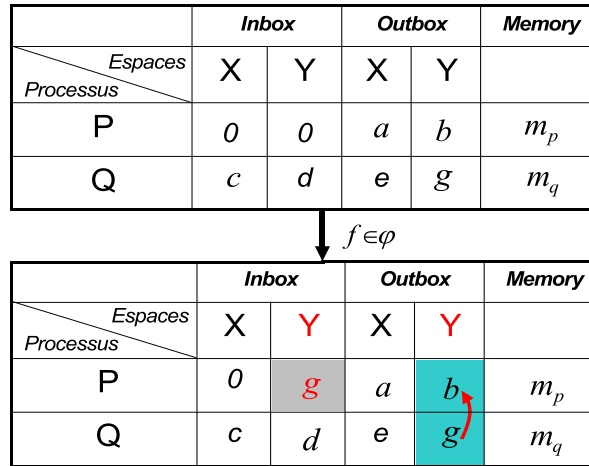 Inbox Outbox Memory
Espaces
Processus
X Y X Y
P 0 0 a b m_p
Q c d e g m_q
f ∈ φ
Inbox Outbox Memory
Espaces
Processus
X Y X Y
P 0 g a b m_p
Q c d e g m_q